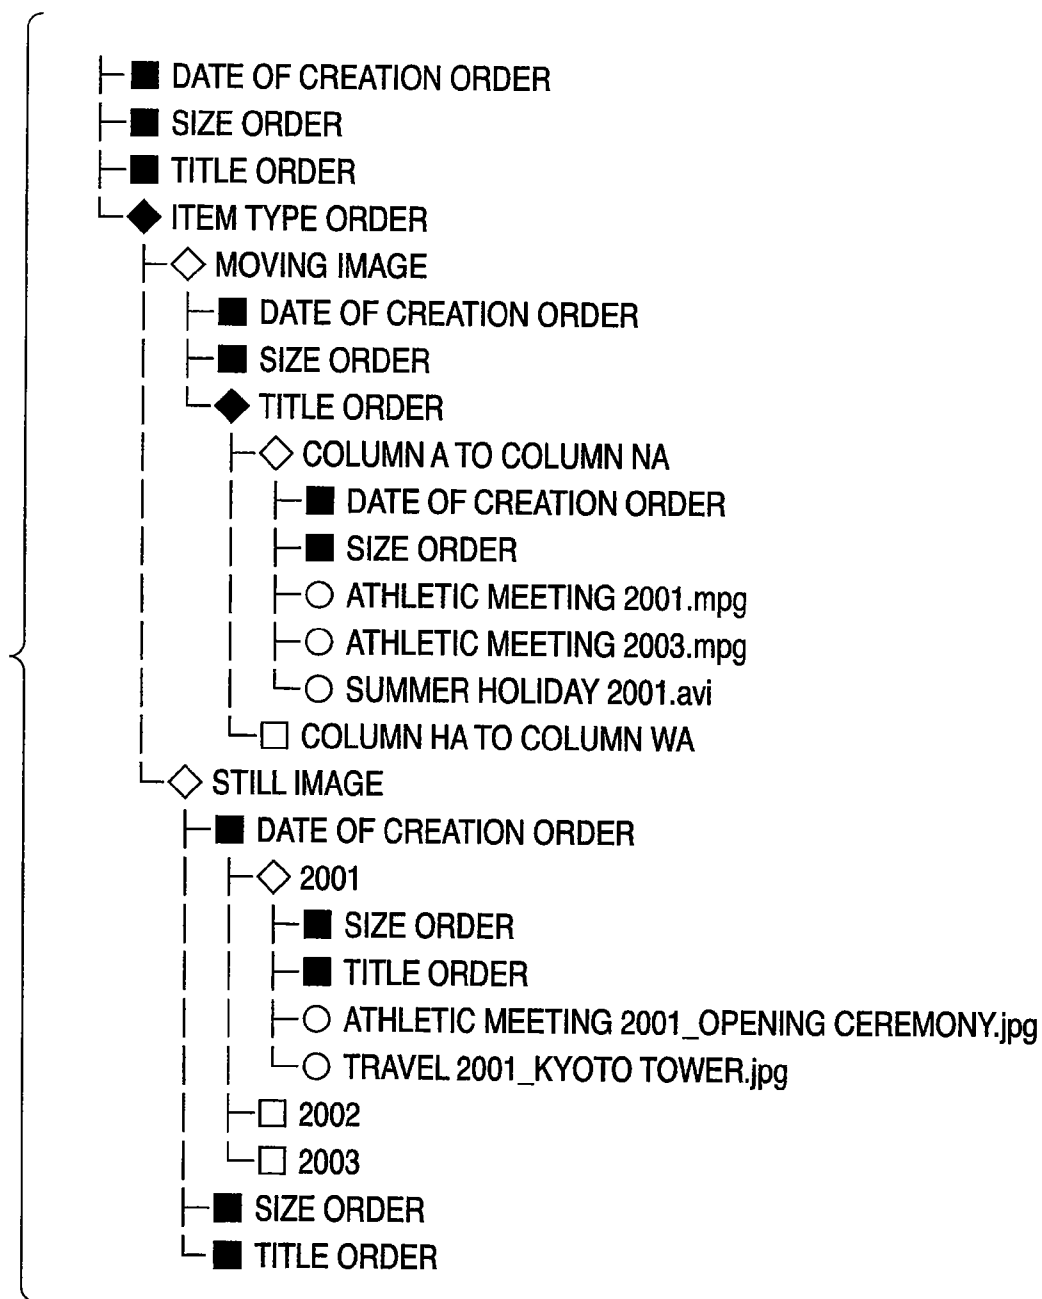 DATE OF CREATION ORDER
SIZE ORDER
TITLE ORDER
ITEM TYPE ORDER
MOVING IMAGE
DATE OF CREATION ORDER
SIZE ORDER
TITLE ORDER
COLUMN A TO COLUMN NA
DATE OF CREATION ORDER
SIZE ORDER
ATHLETIC MEETING 2001.mpg
ATHLETIC MEETING 2003.mpg
SUMMER HOLIDAY 2001.avi
COLUMN HA TO COLUMN WA
STILL IMAGE
DATE OF CREATION ORDER
2001
SIZE ORDER
TITLE ORDER
ATHLETIC MEETING 2001_OPENING CEREMONY.jpg
TRAVEL 2001_KYOTO TOWER.jpg
2002
2003
SIZE ORDER
TITLE ORDER